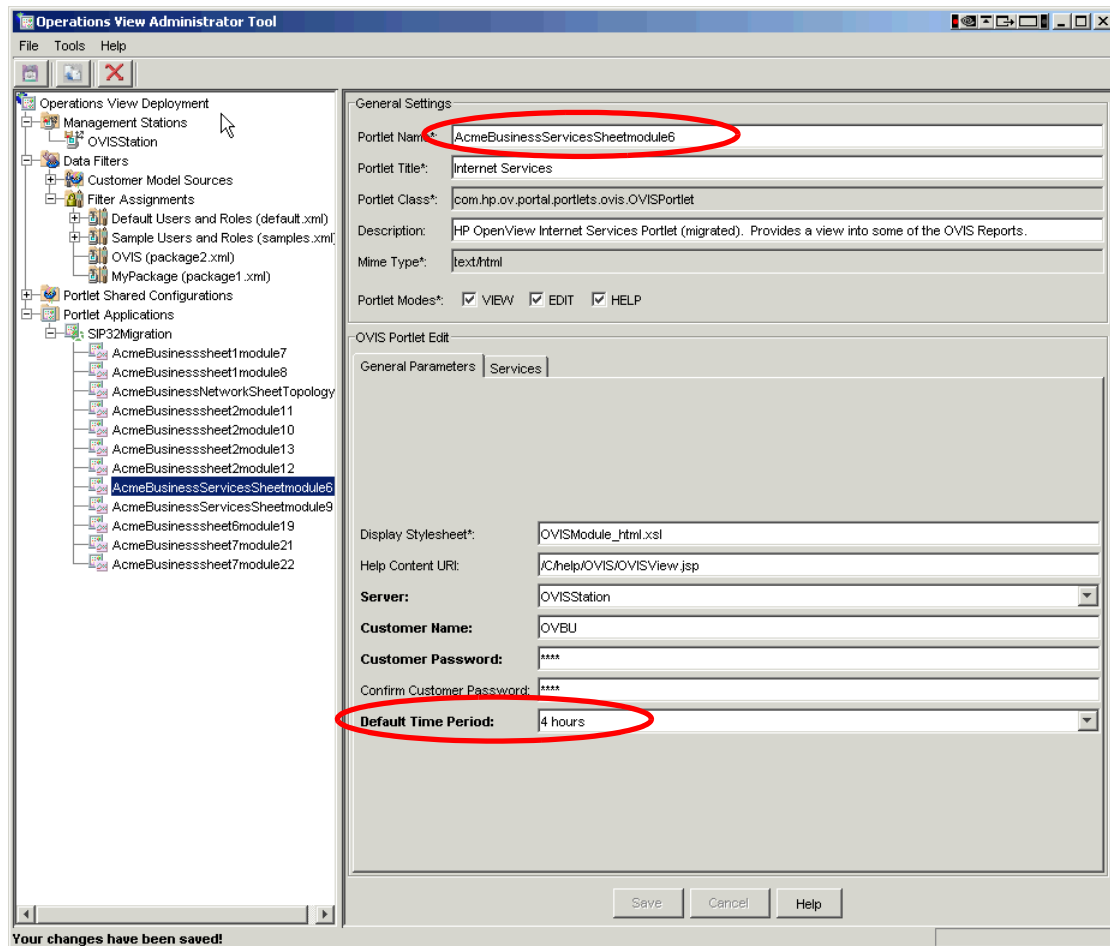 Operations View Administrator Tool
File Tools Help
Operations View Deployment
Management Stations
OVISStation
Data Filters
Customer Model Sources
Filter Assignments
Default Users and Roles (default.xml)
Sample Users and Roles (samples.xml
OVIS (package2.xml)
MyPackage (package1.xml)
Portlet Shared Configurations
Portlet Applications
SIP32Migration
AcmeBusinesssheet1module7
AcmeBusinesssheet1module8
AcmeBusinessNetworkSheetTopology
AcmeBusinesssheet2module11
AcmeBusinesssheet2module10
AcmeBusinesssheet2module13
AcmeBusinesssheet2module12
AcmeBusinessServicesSheetmodule6
AcmeBusinessServicesSheetmodule9
AcmeBusinesssheet6module19
AcmeBusinesssheet7module21
AcmeBusinesssheet7module22
General Settings
Portlet Name*: AcmeBusinessServicesSheetmodule6
Portlet Title*: Internet Services
Portlet Class*: com.hp.ov.portal.portlets.ovis.OVISPortlet
Description: HP OpenView Internet Services Portlet (migrated). Provides a view into some of the OVIS Reports.
Mime Type*: text/html
Portlet Modes*: VIEW EDIT HELP
OVIS Portlet Edit
General Parameters Services
Display Stylesheet*: OVISModule_html.xsl
Help Content URI: /C/help/OVIS/OVISView.jsp
Server: OVISStation
Customer Name: OVBU
Customer Password: ****
Confirm Customer Password: ****
Default Time Period: 4 hours
Save Cancel Help
Your changes have been saved!